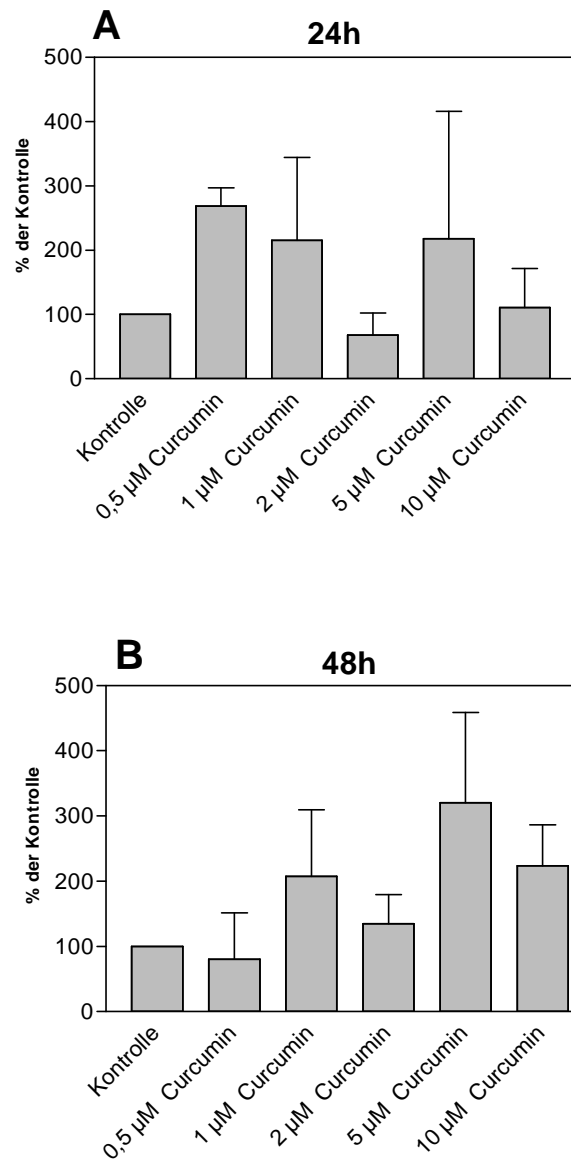 A
24h
500
400
300
200
100
0
% der Kontrolle
Kontrolle
0,5 µM Curcumin
1 µM Curcumin
2 µM Curcumin
5 µM Curcumin
10 µM Curcumin
B
48h
500
400
300
200
100
0
% der Kontrolle
Kontrolle
0,5 µM Curcumin
1 µM Curcumin
2 µM Curcumin
5 µM Curcumin
10 µM Curcumin